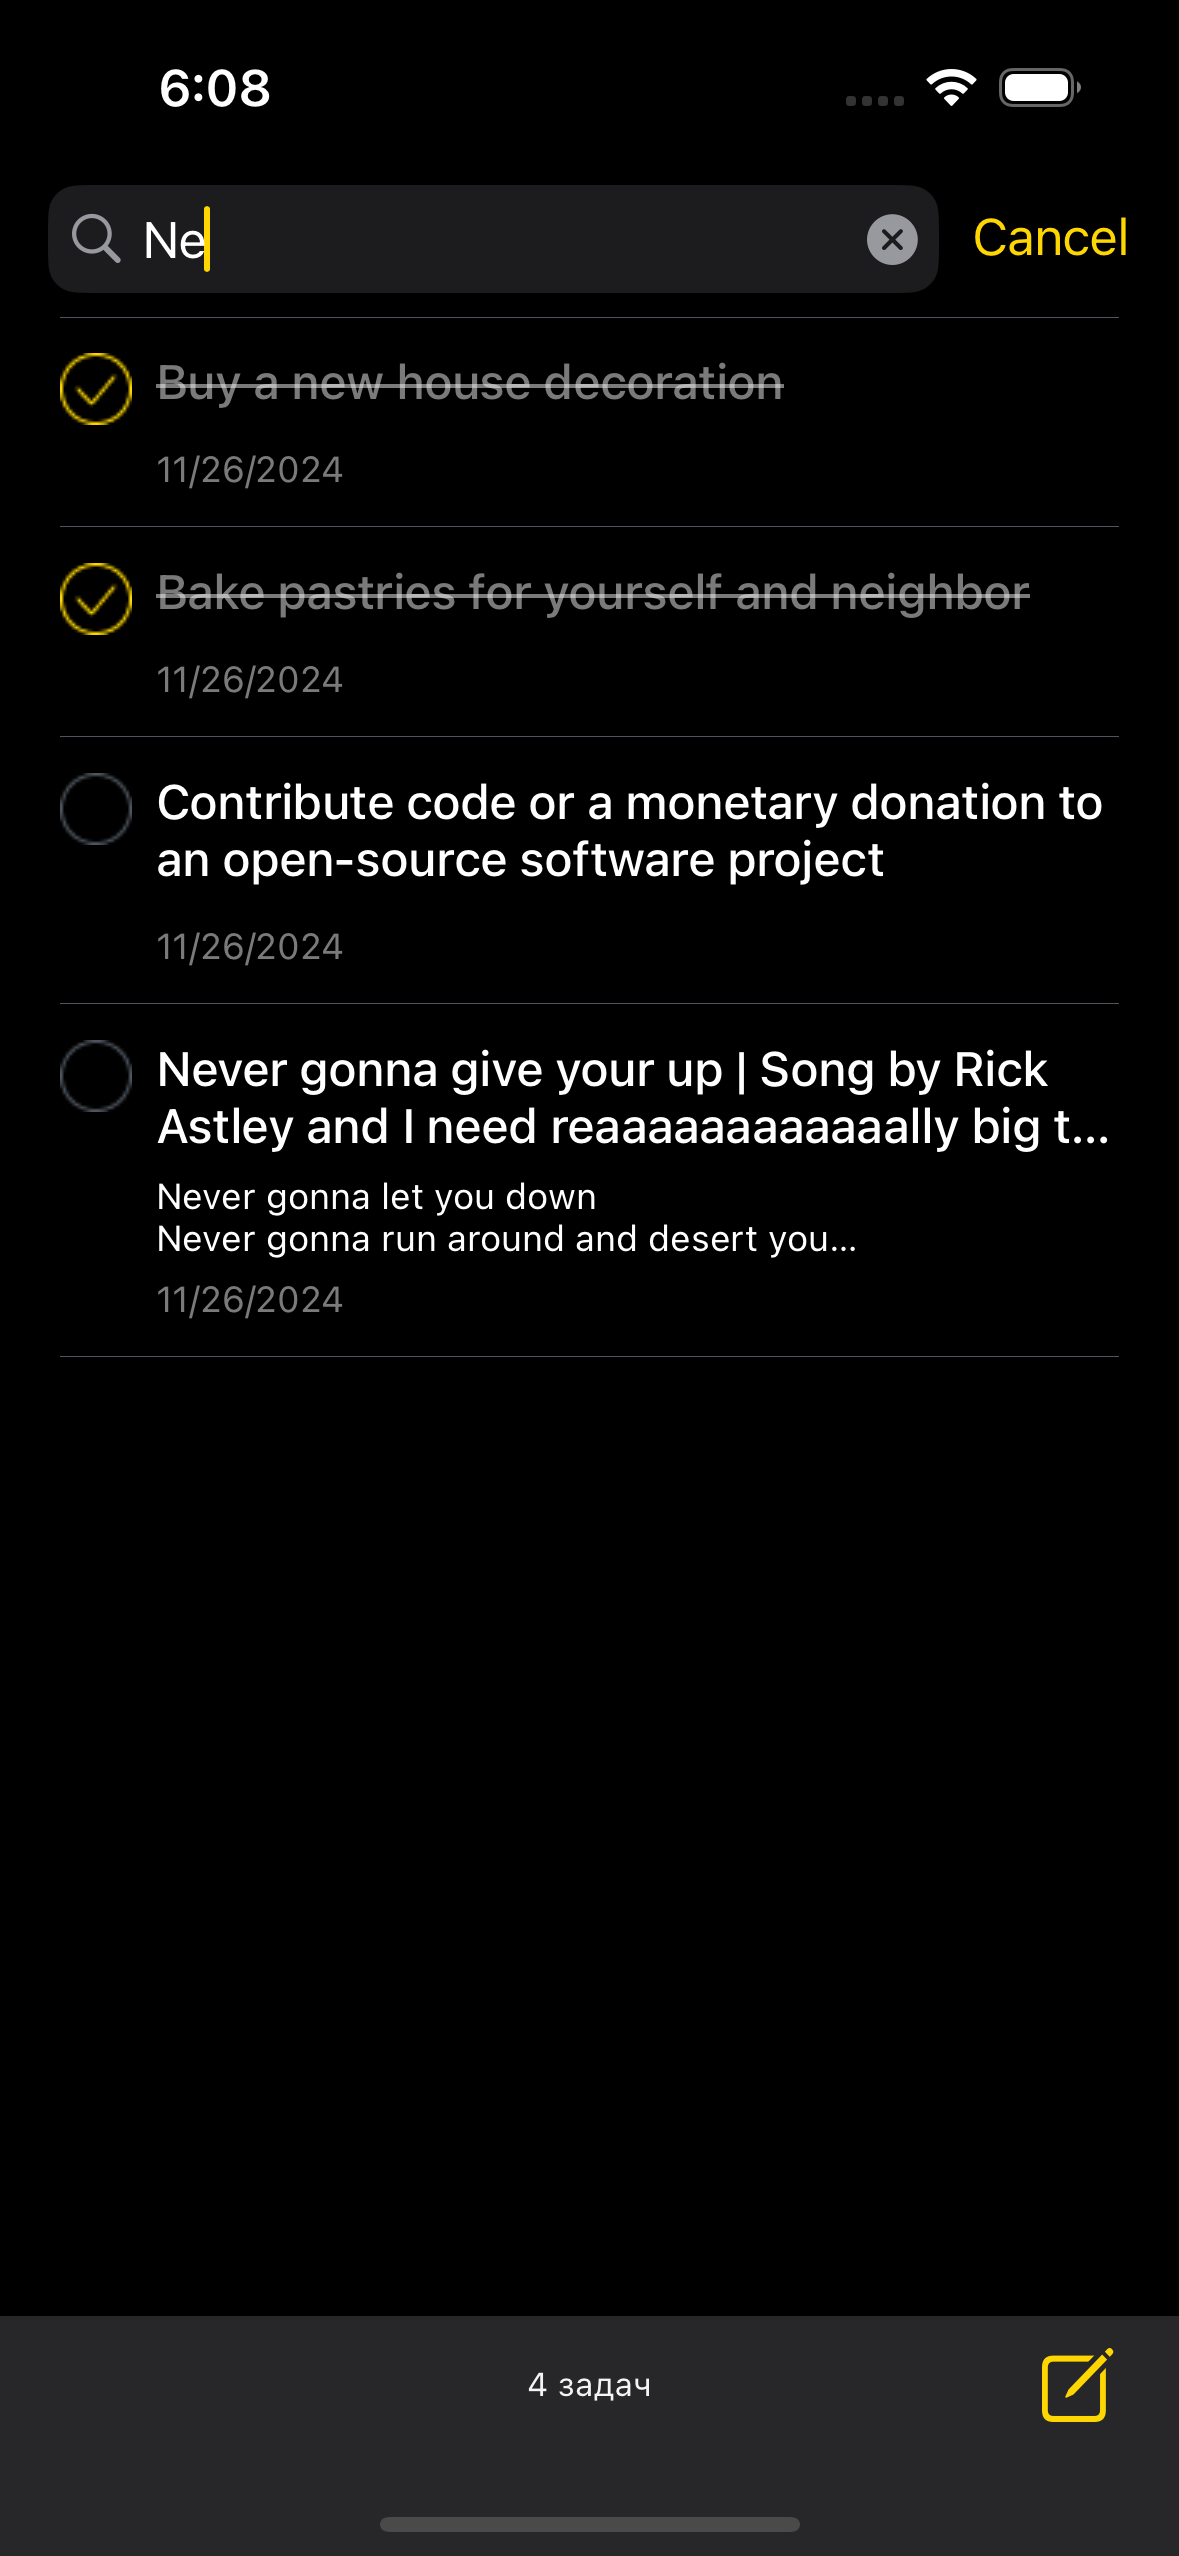 6:08
Ne
Cancel
Buy a new house decoration
11/26/2024
Bake pastries for yourself and neighbor
11/26/2024
Contribute code or a monetary donation to
an open-source software project
11/26/2024
Never gonna give your up | Song by Rick
Astley and I need reaaaaaaaaaaaally big t...
Never gonna let you down
Never gonna run around and desert you...
11/26/2024
4 задач